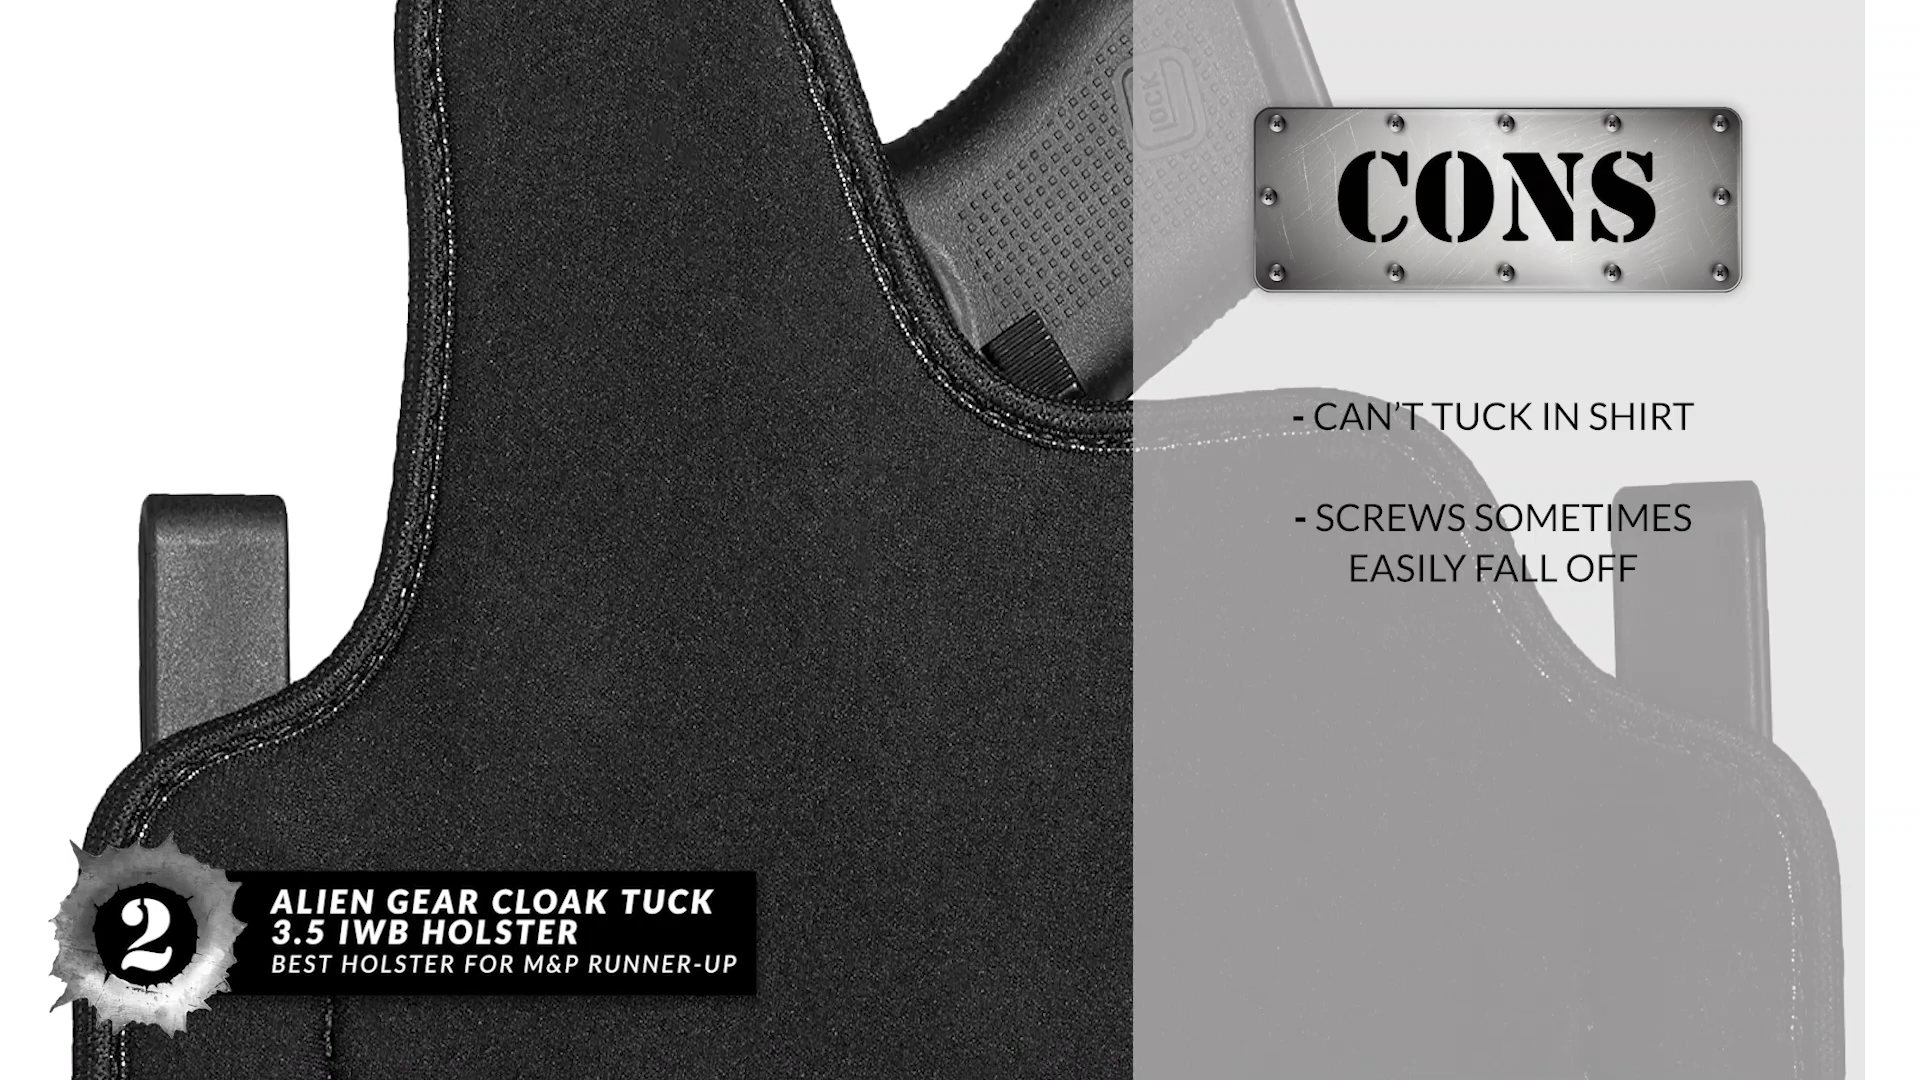 CONS
- CAN'T TUCK IN SHIRT
- SCREWS SOMETIMES
EASILY FALL OFF
2
ALIEN GEAR CLOAK TUCK
3.5 IWB HOLSTER
BEST HOLSTER FOR M&P RUNNER-UP
GLOCK